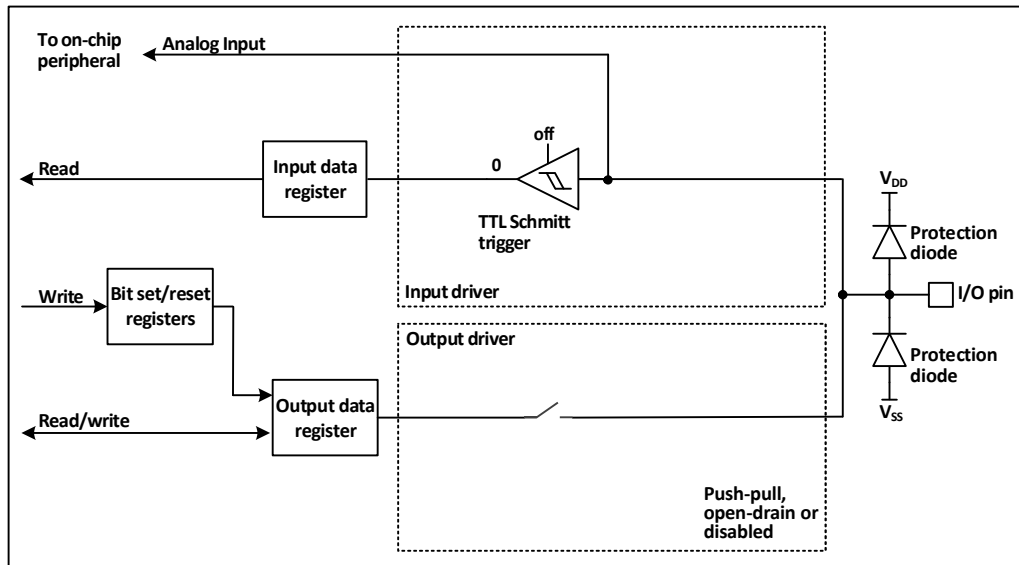 To on-chip
peripheral
Analog Input
off
Read
Input data
register
0
TTL Schmitt
trigger
Input driver
V_DD
Protection
diode
I/O pin
Protection
diode
V_SS
Write
Bit set/reset
registers
Output driver
Read/write
Output data
register
Push-pull,
open-drain or
disabled